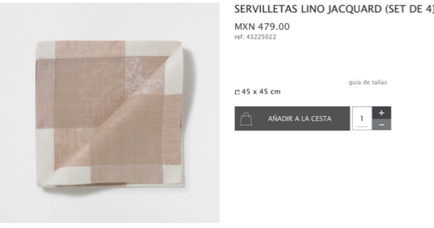 SERVILLETAS LINO JACQUARD (SET DE 4)
MXN 479.00
ref. 43225022
guía de tallas
45 x 45 cm
AÑADIR A LA CESTA
1
+
−